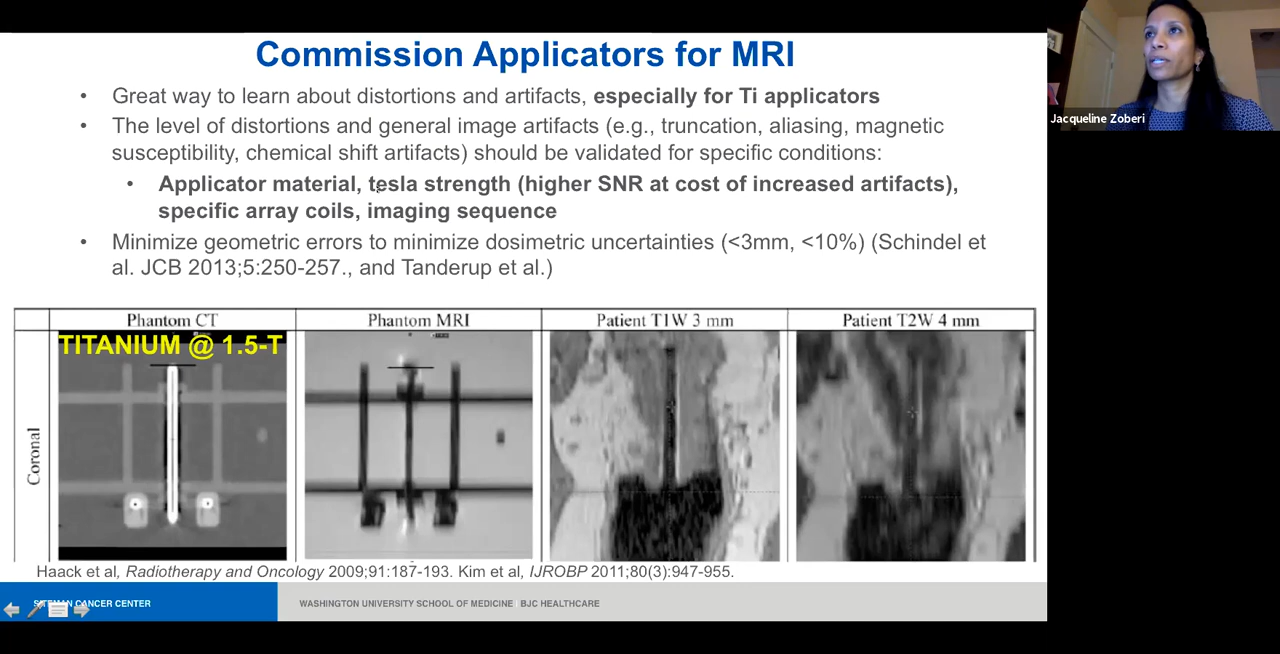 Commission Applicators for MRI
• Great way to learn about distortions and artifacts, especially for Ti applicators
• The level of distortions and general image artifacts (e.g., truncation, aliasing, magnetic
susceptibility, chemical shift artifacts) should be validated for specific conditions:
• Applicator material, tesla strength (higher SNR at cost of increased artifacts),
specific array coils, imaging sequence
• Minimize geometric errors to minimize dosimetric uncertainties (<3mm, <10%) (Schindel et
al. JCB 2013;5:250-257., and Tanderup et al.)
Jacqueline Zoberi
Phantom CT
Phantom MRI
Patient T1W 3 mm
Patient T2W 4 mm
TITANIUM @ 1.5-T
Coronal
Haack et al, Radiotherapy and Oncology 2009;91:187-193. Kim et al, IJROBP 2011;80(3):947-955.
CANCER CENTER
WASHINGTON UNIVERSITY SCHOOL OF MEDICINE | BJC HEALTHCARE